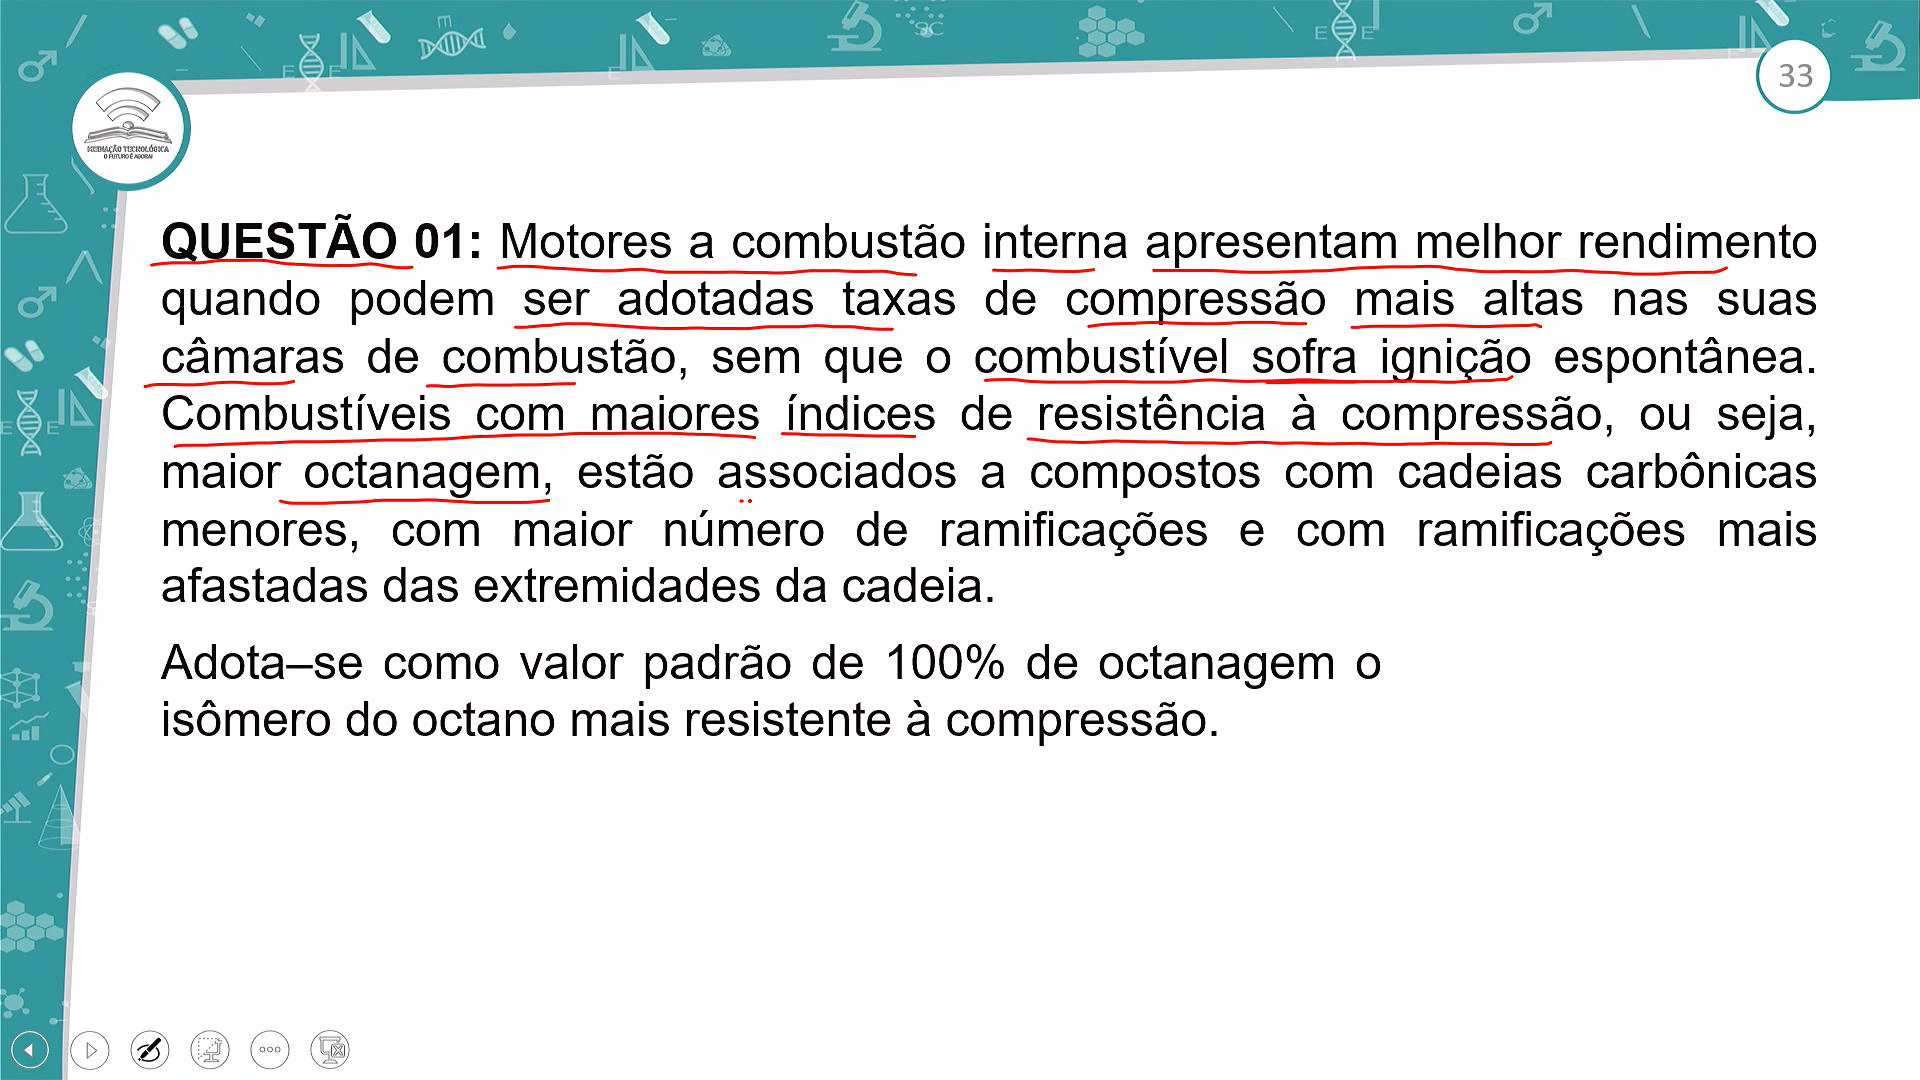 33
MEDIAÇÃO TECNOLÓGICA
O FUTURO É AGORA!
QUESTÃO 01: Motores a combustão interna apresentam melhor rendimento
quando podem ser adotadas taxas de compressão mais altas nas suas
câmaras de combustão, sem que o combustível sofra ignição espontânea.
Combustíveis com maiores índices de resistência à compressão, ou seja,
maior octanagem, estão associados a compostos com cadeias carbônicas
menores, com maior número de ramificações e com ramificações mais
afastadas das extremidades da cadeia.
Adota–se como valor padrão de 100% de octanagem o
isômero do octano mais resistente à compressão.